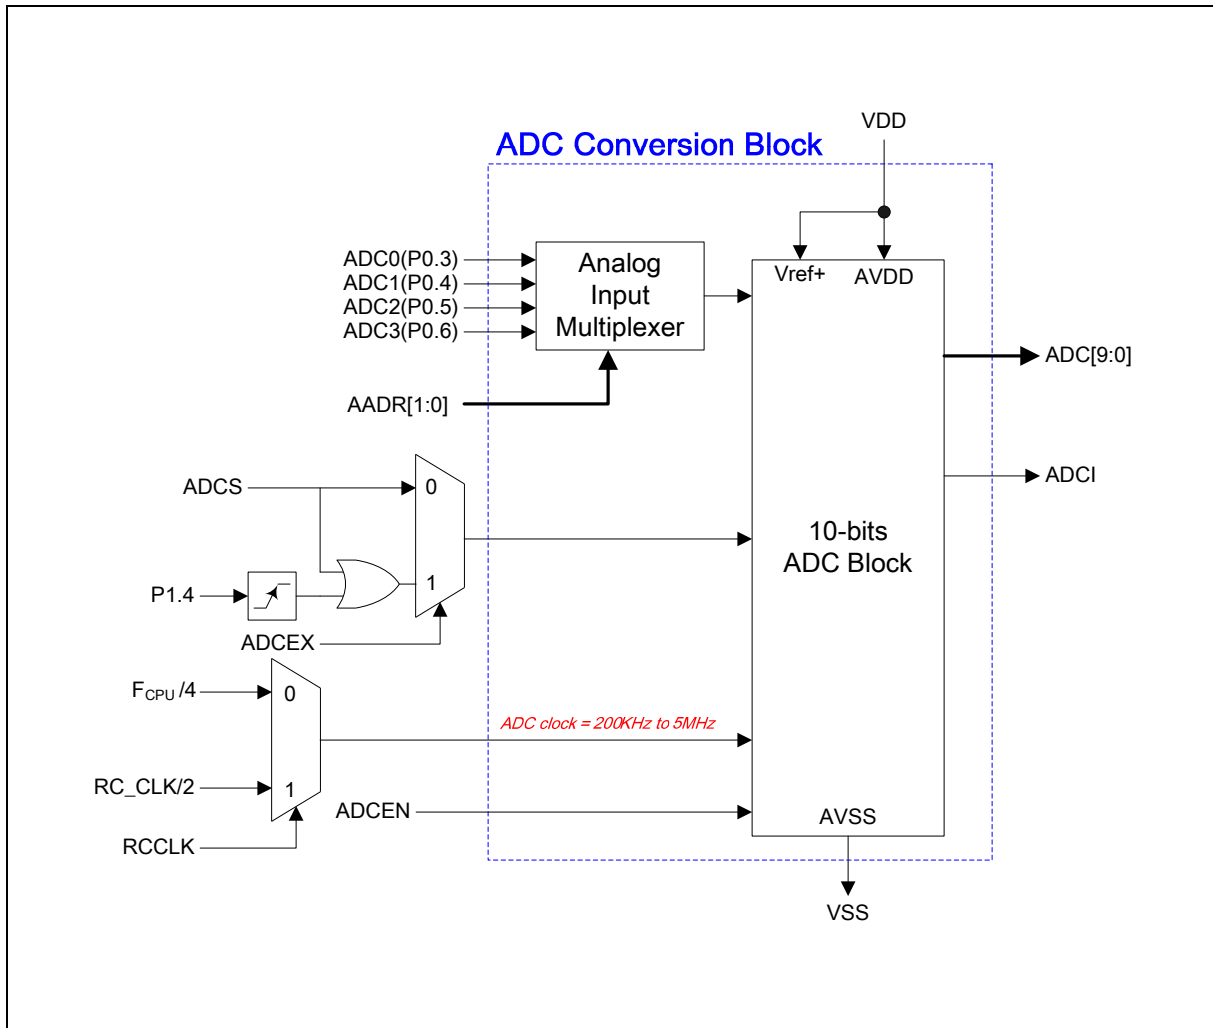 VDD
ADC Conversion Block
ADC0(P0.3)
ADC1(P0.4)
ADC2(P0.5)
ADC3(P0.6)
Analog
Input
Multiplexer
Vref+
AVDD
AADR[1:0]
ADC[9:0]
ADCS
0
ADCI
10-bits
ADC Block
1
P1.4
ADCEX
FCPU /4
0
ADC clock = 200KHz to 5MHz
RC_CLK/2
1
ADCEN
AVSS
RCCLK
VSS